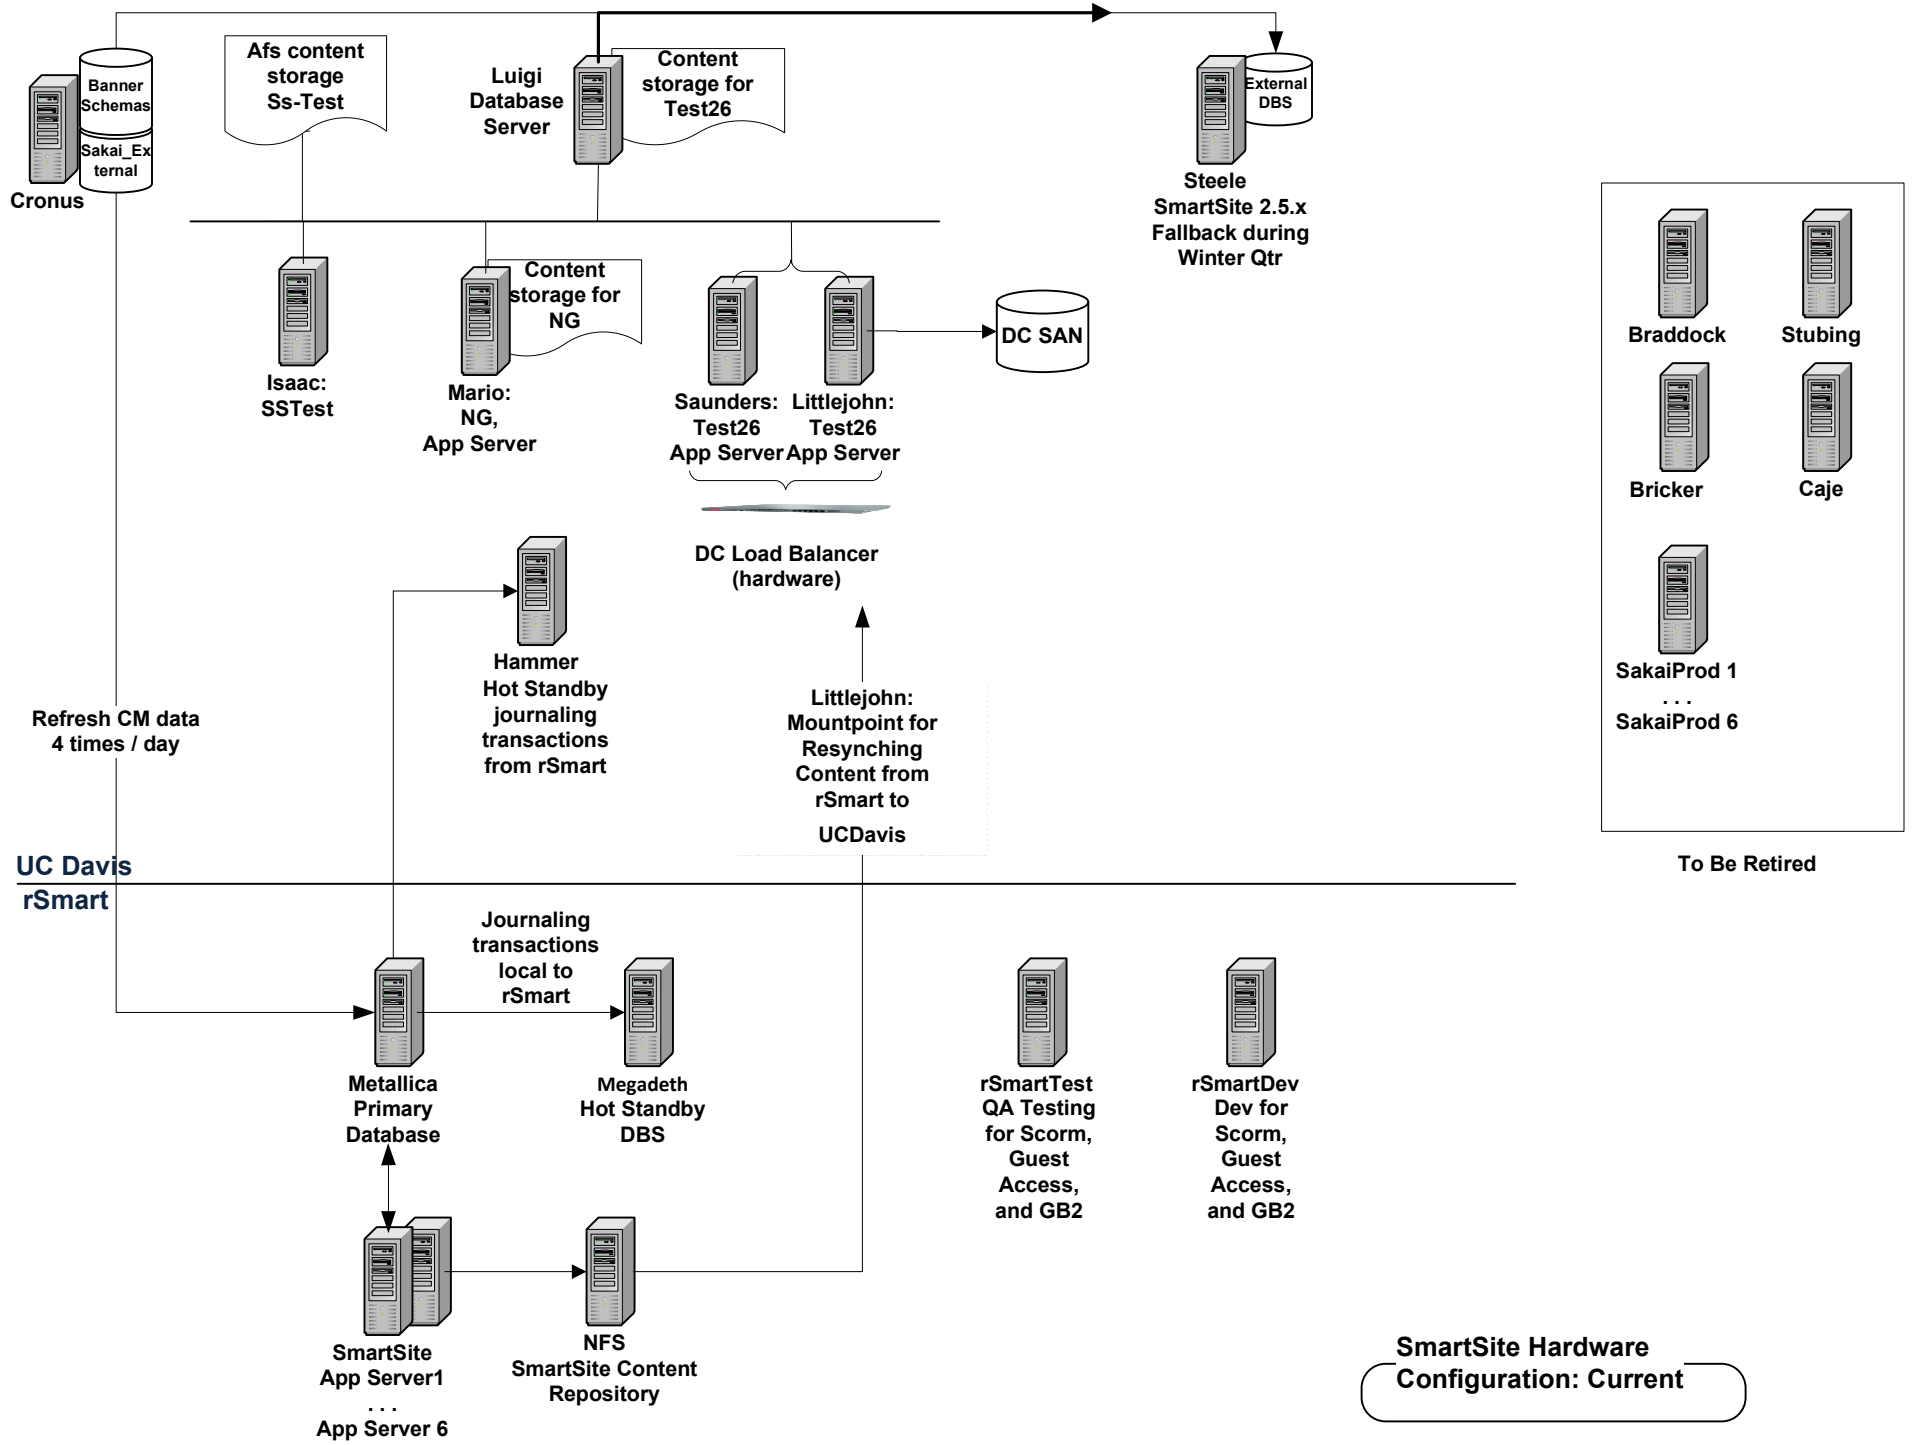 Afs content
storage
Ss-Test
Luigi
Database
Server
Content
storage for
Test26
Banner
Schemas
Sakai_Ex
ternal
Cronus
External
DBS
Steele
SmartSite 2.5.x
Fallback during
Winter Qtr
Isaac:
SSTest
Content
storage for
NG
Mario:
NG,
App Server
Saunders:
Test26
App Server
Littlejohn:
Test26
App Server
DC SAN
Braddock
Stubing
Bricker
Caje
SakaiProd 1
. . .
SakaiProd 6
To Be Retired
DC Load Balancer
(hardware)
Hammer
Hot Standby
journaling
transactions
from rSmart
Refresh CM data
4 times / day
Littlejohn:
Mountpoint for
Resynching
Content from
rSmart to
UCDavis
UC Davis
rSmart
Journaling
transactions
local to
rSmart
Metallica
Primary
Database
Megadeth
Hot Standby
DBS
rSmartTest
QA Testing
for Scorm,
Guest
Access,
and GB2
rSmartDev
Dev for
Scorm,
Guest
Access,
and GB2
SmartSite
App Server1
. . .
App Server 6
NFS
SmartSite Content
Repository
SmartSite Hardware
Configuration: Current